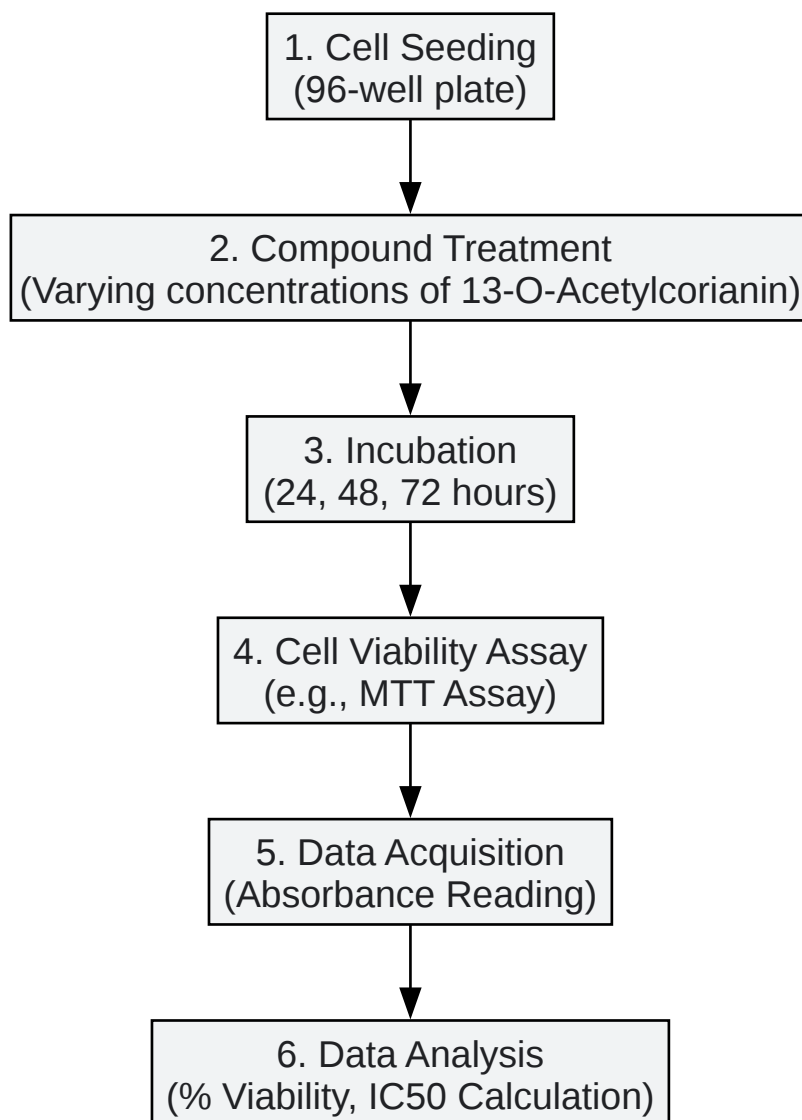 1. Cell Seeding
(96-well plate)
2. Compound Treatment
(Varying concentrations of 13-O-Acetylcorianin)
3. Incubation
(24, 48, 72 hours)
4. Cell Viability Assay
(e.g., MTT Assay)
5. Data Acquisition
(Absorbance Reading)
6. Data Analysis
(% Viability, IC50 Calculation)